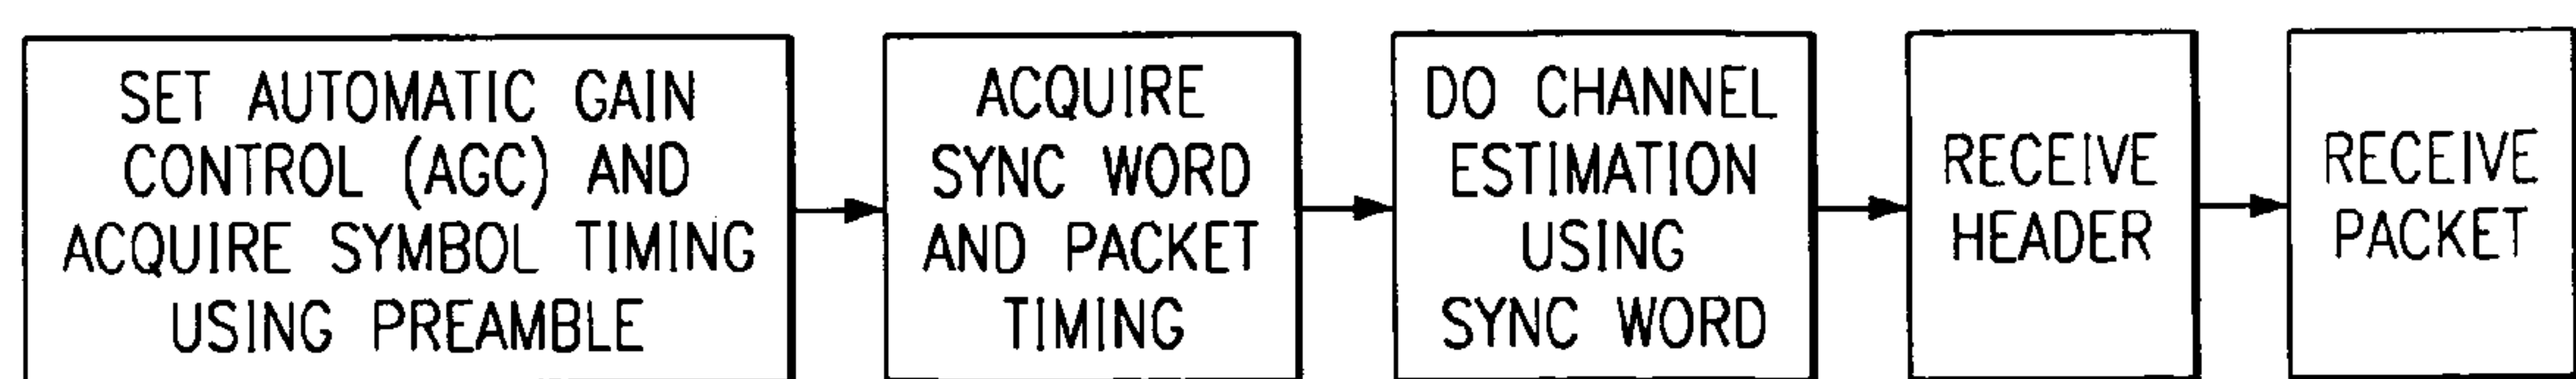 SET AUTOMATIC GAIN
CONTROL (AGC) AND
ACQUIRE SYMBOL TIMING
USING PREAMBLE
ACQUIRE
SYNC WORD
AND PACKET
TIMING
DO CHANNEL
ESTIMATION
USING
SYNC WORD
RECEIVE
HEADER
RECEIVE
PACKET